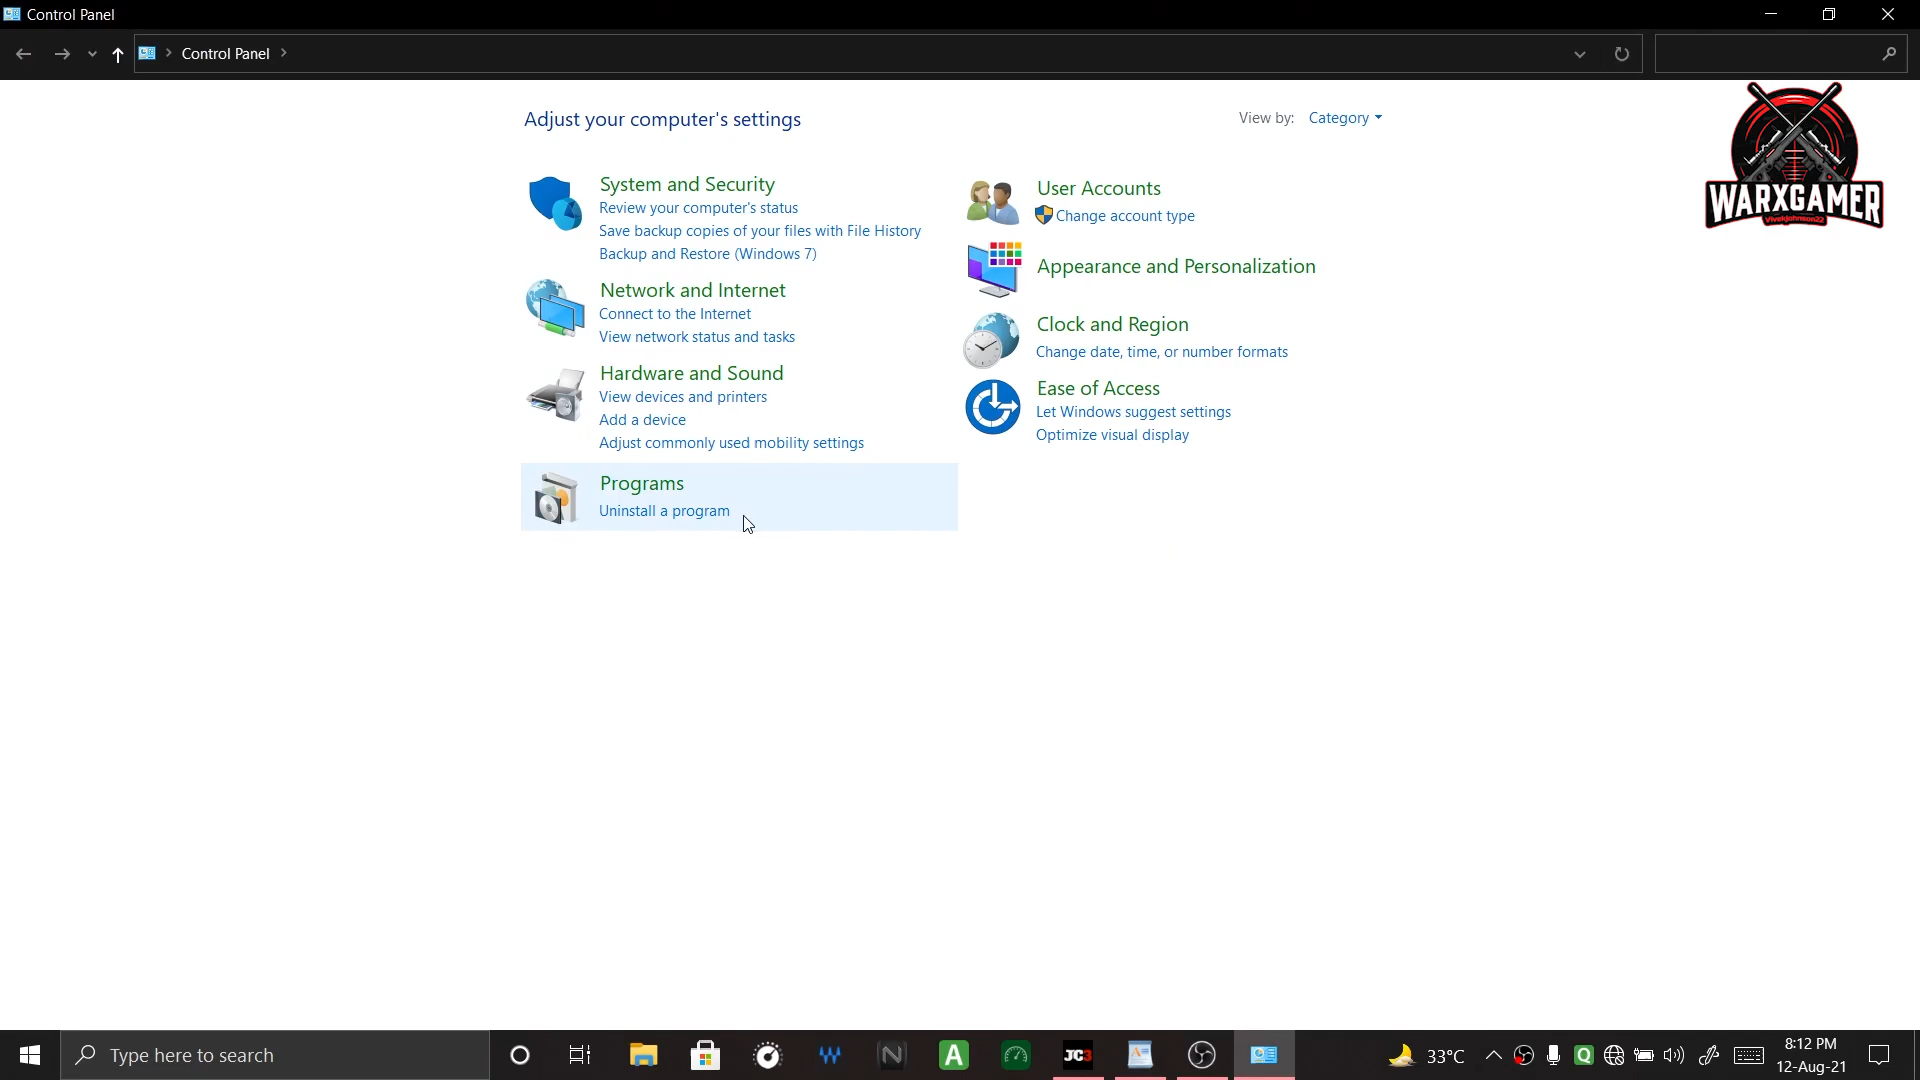 Control Panel
Control Panel
Adjust your computer's settings
View by: Category
System and Security
Review your computer's status
Save backup copies of your files with File History
Backup and Restore (Windows 7)
Network and Internet
Connect to the Internet
View network status and tasks
Hardware and Sound
View devices and printers
Add a device
Adjust commonly used mobility settings
Programs
Uninstall a program
User Accounts
Change account type
Appearance and Personalization
Clock and Region
Change date, time, or number formats
Ease of Access
Let Windows suggest settings
Optimize visual display
WARXGAMER
Vivekjohnson22
Type here to search
W
N
A
JC3
33°C
Q
8:12 PM
12-Aug-21